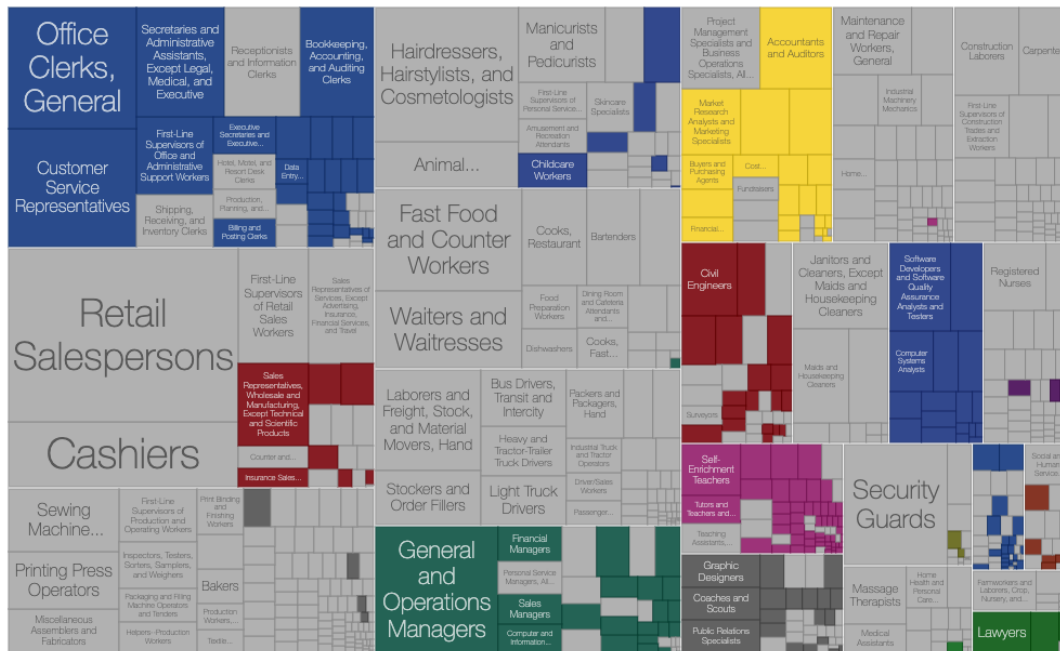 Office
Clerks,
General
Customer
Service
Representatives
Secretaries and
Administrative
Assistants,
Except Legal,
Medical, and
Executive
Receptionists
and Information
Clerks
Bookkeeping,
Accounting,
and Auditing
Clerks
First-Line
Supervisors of
Office and
Administrative
Support Workers
Executive
Secretaries and
Executive...
Hotel, Motel, and
Resort Desk
Clerks
Data
Entry...
Shipping,
Receiving, and
Inventory Clerks
Production,
Planning, and...
Billing and
Posting Clerks
Retail
Salespersons
Cashiers
First-Line
Supervisors
of Retail
Sales
Workers
Sales
Representatives of
Services, Except
Advertising,
Insurance,
Financial Services,
and Travel
Sales
Representatives,
Wholesale and
Manufacturing,
Except Technical
and Scientific
Products
Counter and...
Insurance Sales...
Sewing
Machine...
Printing Press
Operators
Miscellaneous
Assemblers and
Fabricators
First-Line
Supervisors of
Production and
Operating Workers
Inspectors, Testers,
Sorters, Samplers,
and Weighers
Packaging and Filling
Machine Operators
and Tenders
Helpers--Production
Workers
Print Binding
and
Finishing
Workers
Bakers
Production
Workers,...
Textile...
Hairdressers,
Hairstylists, and
Cosmetologists
Animal...
Manicurists
and
Pedicurists
First-Line
Supervisors of
Personal Service...
Skincare
Specialists
Amusement and
Recreation
Attendants
Childcare
Workers
Fast Food
and Counter
Workers
Waiters and
Waitresses
Cooks,
Restaurant
Bartenders
Food
Preparation
Workers
Dining Room
and Cafeteria
Attendants
and...
Dishwashers
Cooks,
Fast...
Laborers and
Freight, Stock,
and Material
Movers, Hand
Stockers and
Order Fillers
Bus Drivers,
Transit and
Intercity
Heavy and
Tractor-Trailer
Truck Drivers
Light Truck
Drivers
Packers and
Packagers,
Hand
Industrial Truck
and Tractor
Operators
Driver/Sales
Workers
Passenger...
General
and
Operations
Managers
Financial
Managers
Personal Service
Managers, All...
Sales
Managers
Computer and
Information...
Project
Management
Specialists and
Business
Operations
Specialists, All...
Accountants
and Auditors
Market
Research
Analysts and
Marketing
Specialists
Buyers and
Purchasing
Agents
Cost...
Fundraisers
Financial...
Maintenance
and Repair
Workers,
General
Industrial
Machinery
Mechanics
Home...
Construction
Laborers
Carpenters
First-Line
Supervisors of
Construction
Trades and
Extraction
Workers
Civil
Engineers
Surveyors
Janitors and
Cleaners, Except
Maids and
Housekeeping
Cleaners
Maids and
Housekeeping
Cleaners
Software
Developers and
Software
Quality
Assurance
Analysts and
Testers
Computer
Systems
Analysts
Registered
Nurses
Self-
Enrichment
Teachers
Tutors and
Teachers and...
Teaching
Assistants,...
Security
Guards
Social and
Human
Service...
Graphic
Designers
Coaches and
Scouts
Public Relations
Specialists
Massage
Therapists
Home
Health and
Personal
Care...
Medical
Assistants
Farmworkers and
Laborers, Crop,
Nursery, and...
Lawyers